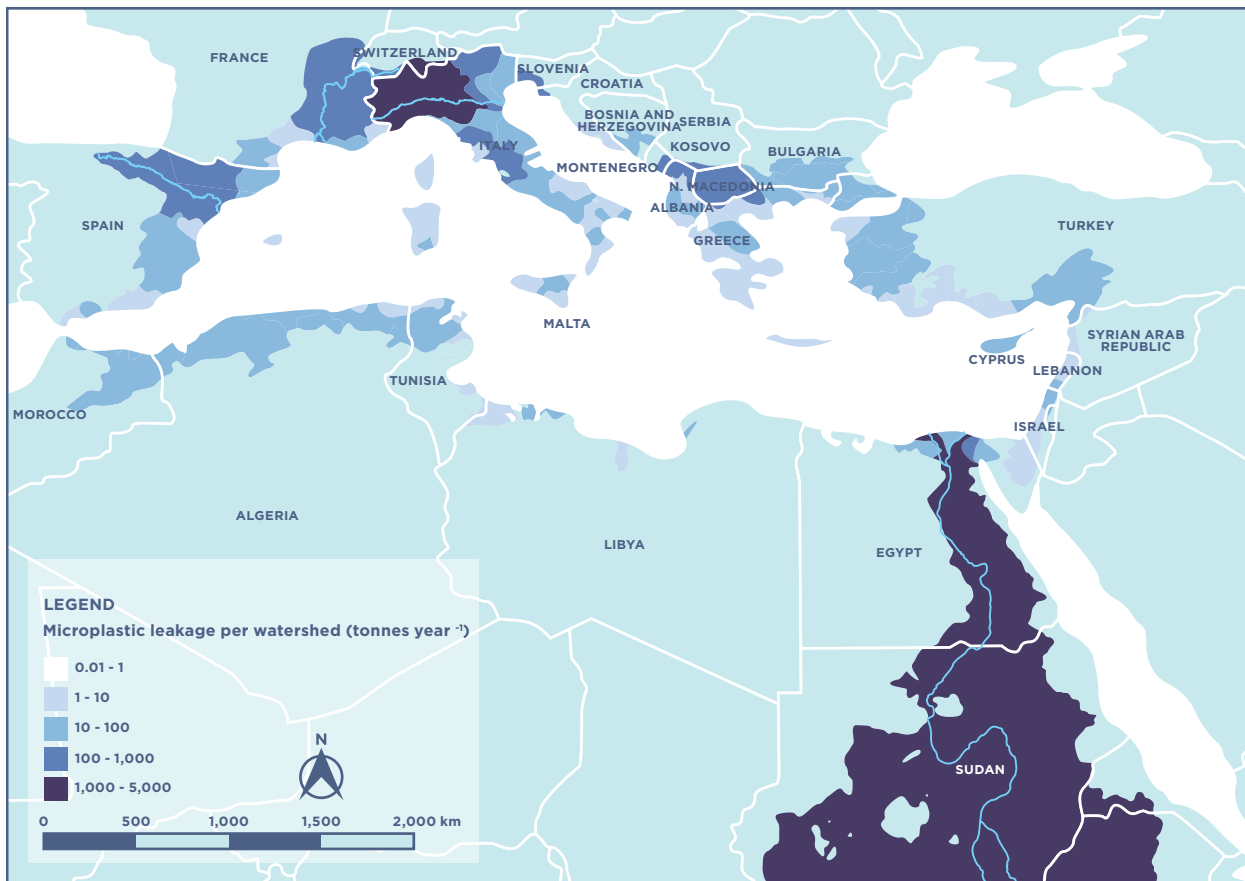 FRANCE
SWITZERLAND
SLOVENIA
CROATIA
BOSNIA AND
HERZEGOVINA
SERBIA
ITALY
KOSOVO
BULGARIA
MONTENEGRO
N. MACEDONIA
ALBANIA
SPAIN
GREECE
TURKEY
MALTA
SYRIAN ARAB
REPUBLIC
CYPRUS
LEBANON
TUNISIA
MOROCCO
ISRAEL
ALGERIA
LIBYA
EGYPT
SUDAN
LEGEND
Microplastic leakage per watershed (tonnes year -1)
0.01 - 1
1 - 10
10 - 100
100 - 1,000
1,000 - 5,000
N
0 500 1,000 1,500 2,000 km